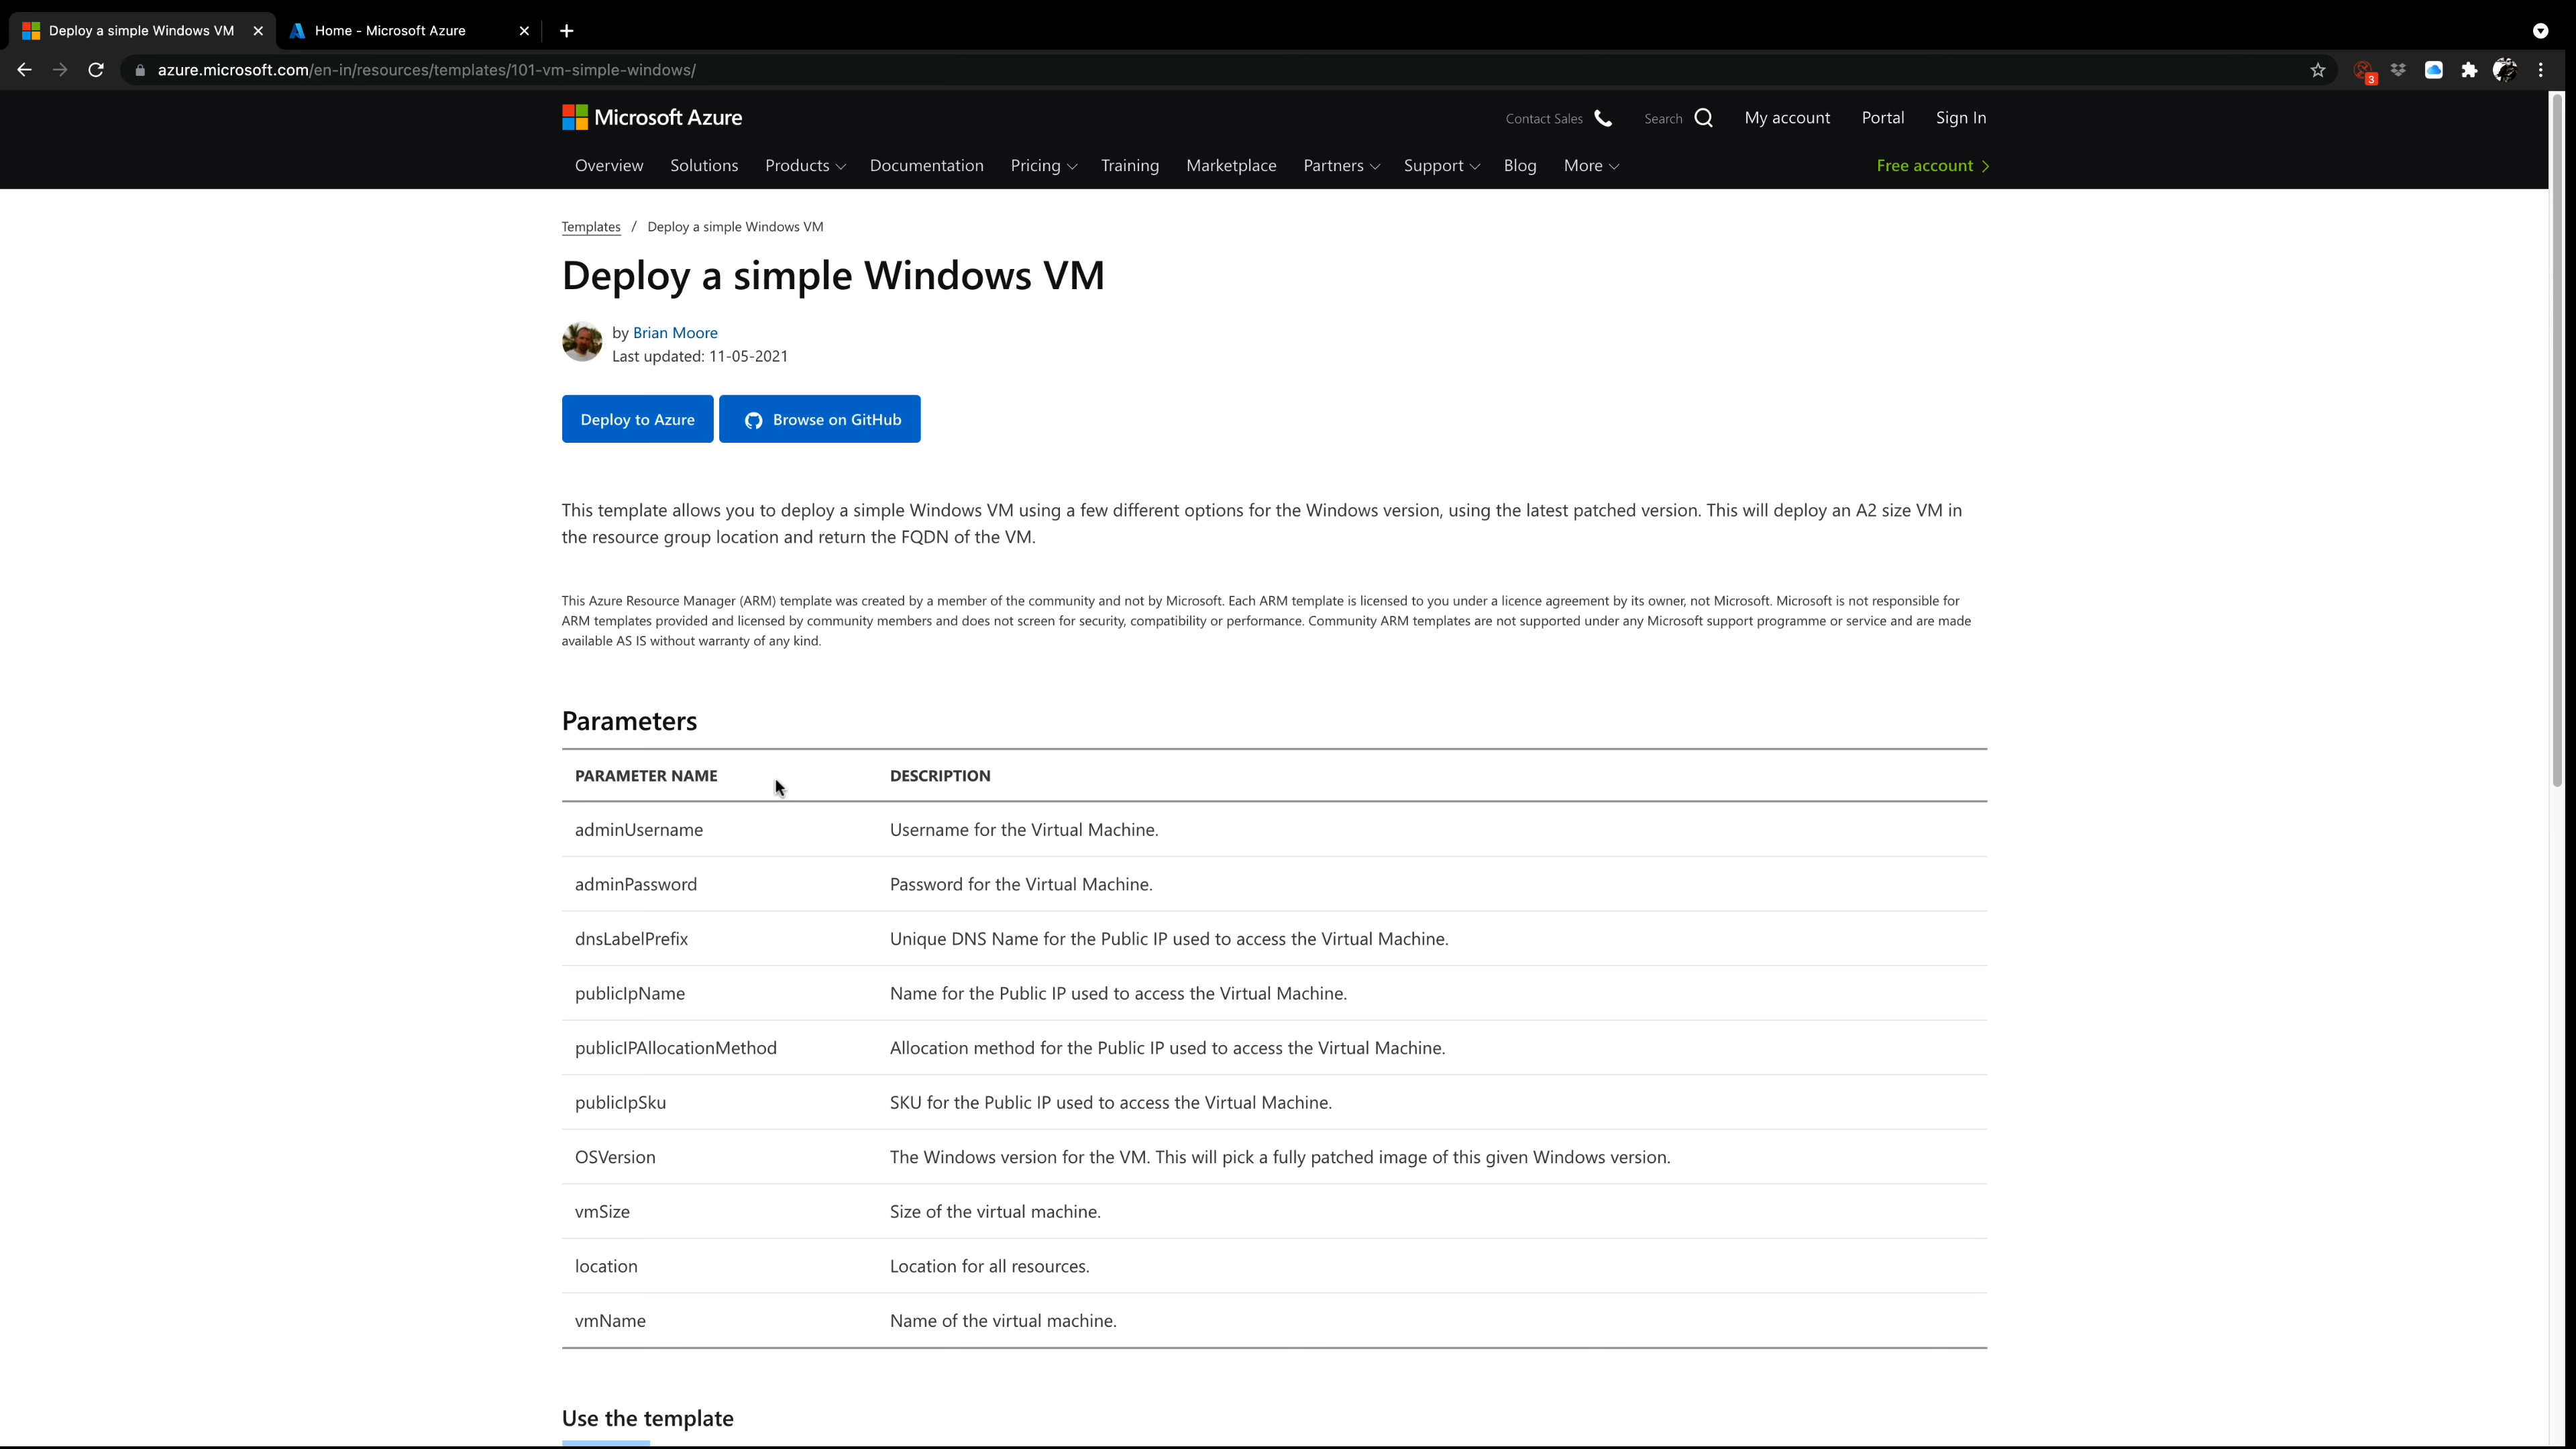 Deploy a simple Windows VM
Home - Microsoft Azure
azure.microsoft.com/en-in/resources/templates/101-vm-simple-windows/
3
Microsoft Azure
Contact Sales
Search
My account
Portal
Sign In
Overview
Solutions
Products
Documentation
Pricing
Training
Marketplace
Partners
Support
Blog
More
Free account
Templates / Deploy a simple Windows VM
Deploy a simple Windows VM
by Brian Moore
Last updated: 11-05-2021
Deploy to Azure
Browse on GitHub
This template allows you to deploy a simple Windows VM using a few different options for the Windows version, using the latest patched version. This will deploy an A2 size VM in
the resource group location and return the FQDN of the VM.
This Azure Resource Manager (ARM) template was created by a member of the community and not by Microsoft. Each ARM template is licensed to you under a licence agreement by its owner, not Microsoft. Microsoft is not responsible for
ARM templates provided and licensed by community members and does not screen for security, compatibility or performance. Community ARM templates are not supported under any Microsoft support programme or service and are made
available AS IS without warranty of any kind.
Parameters
PARAMETER NAME DESCRIPTION
adminUsername Username for the Virtual Machine.
adminPassword Password for the Virtual Machine.
dnsLabelPrefix Unique DNS Name for the Public IP used to access the Virtual Machine.
publicIpName Name for the Public IP used to access the Virtual Machine.
publicIPAllocationMethod Allocation method for the Public IP used to access the Virtual Machine.
publicIpSku SKU for the Public IP used to access the Virtual Machine.
OSVersion The Windows version for the VM. This will pick a fully patched image of this given Windows version.
vmSize Size of the virtual machine.
location Location for all resources.
vmName Name of the virtual machine.
Use the template